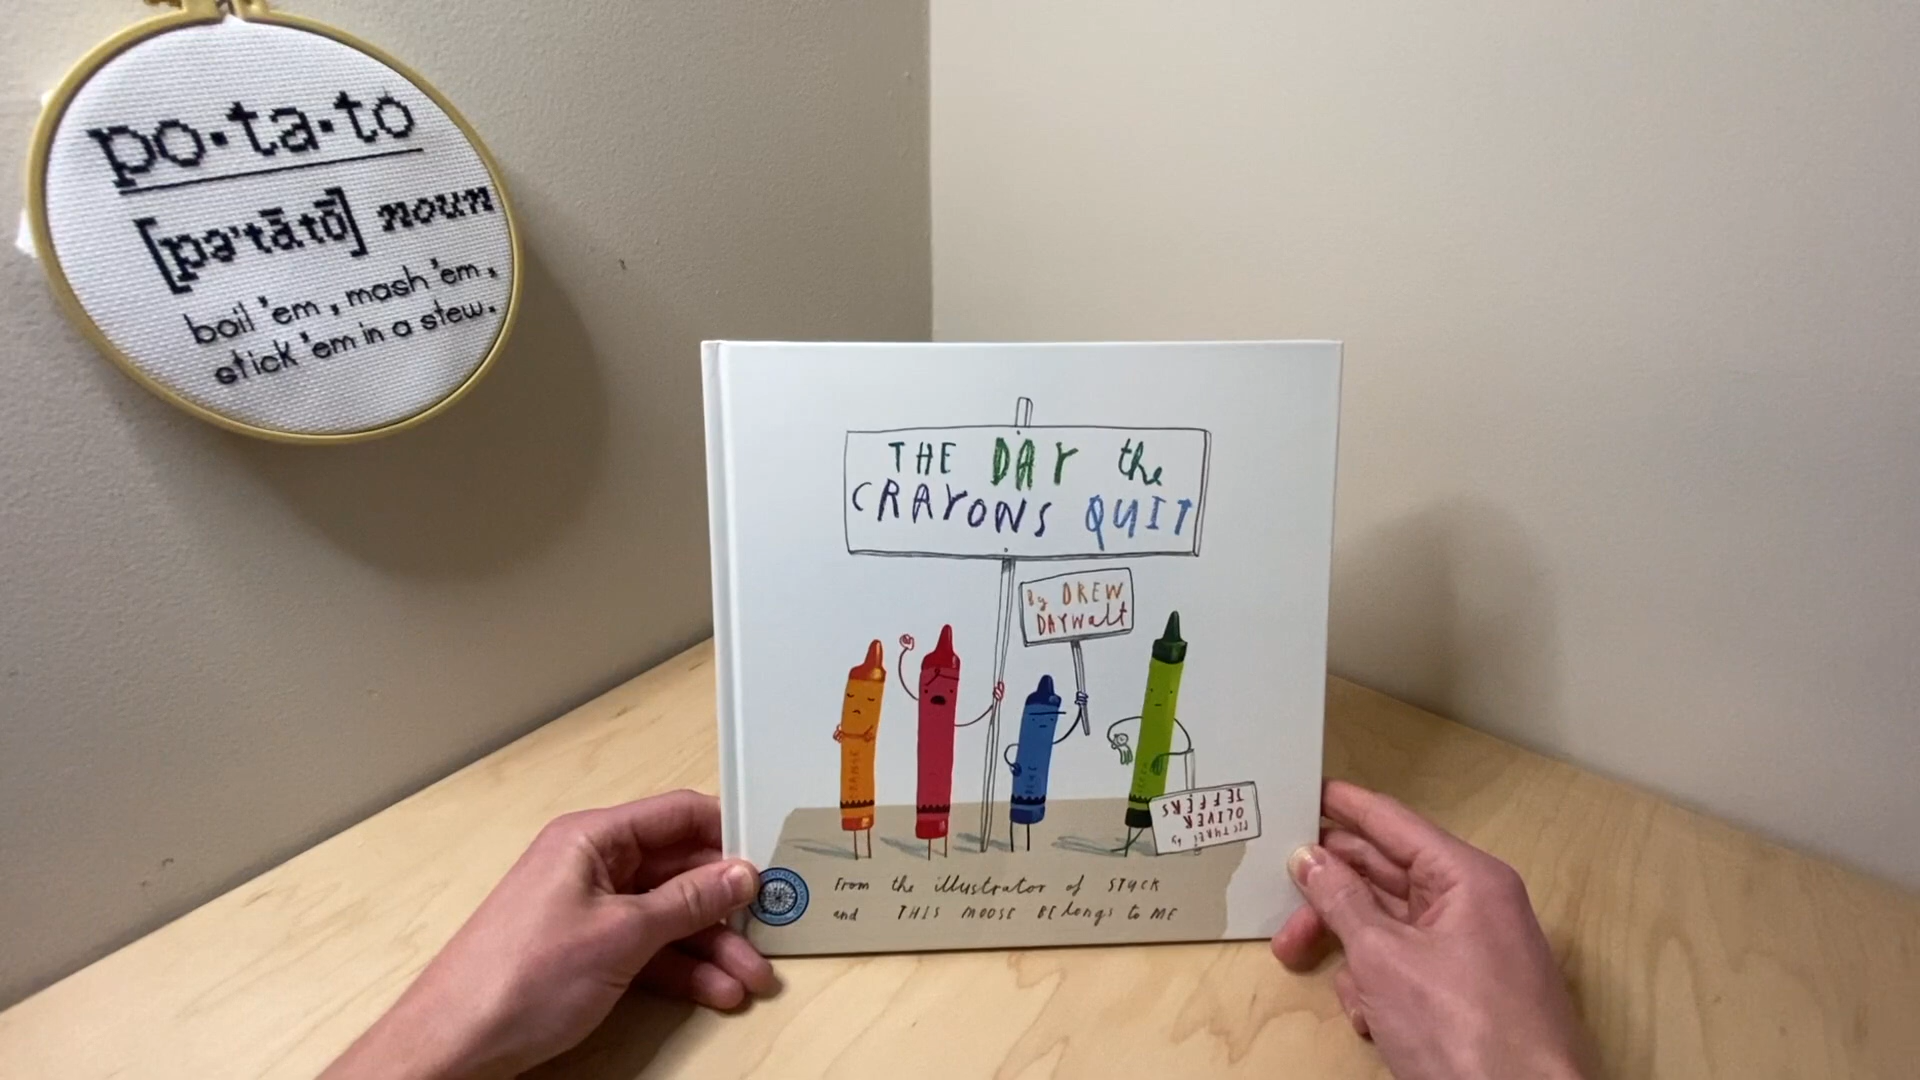 po·ta·to
[pə'tātō] noun
boil 'em, mash 'em,
stick 'em in a stew.
THE DAY the
CRAYONS QUIT
By DREW
DAYWalt
PICTURES by
OLIVER
JEFFERS
From the illustrator of STUCK
and THIS MOOSE BElongs to ME